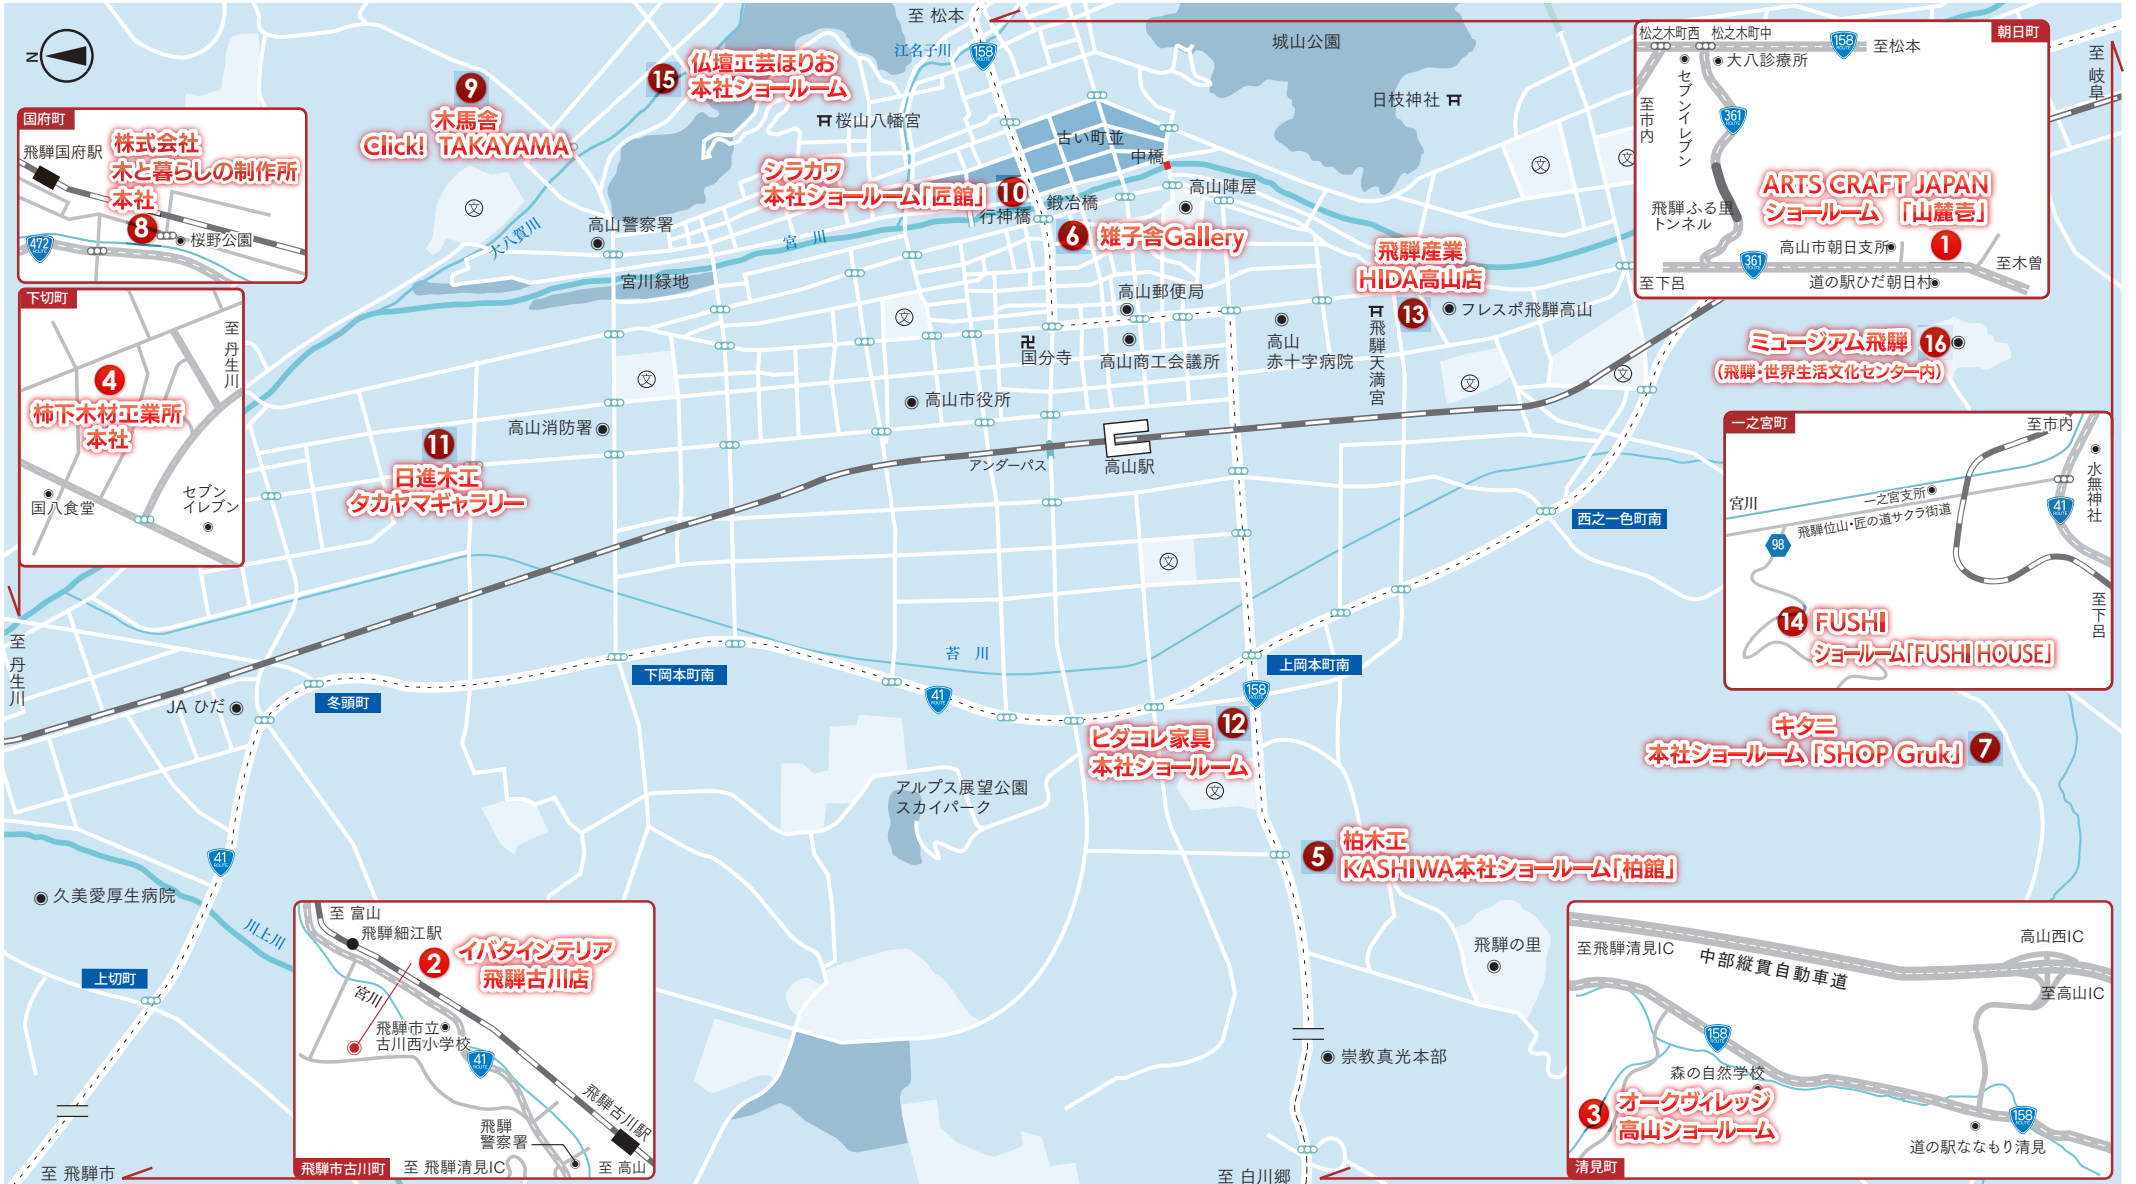 N
国府町
飛騨国府駅
株式会社
木と暮らしの制作所
本社
8
桜野公園
472
下切町
至 丹生川
4
柿下木材工業所
本社
国八食堂
セブン
イレブン
至 丹生川
9
木馬舎
Click! TAKAYAMA
15
仏壇工芸ほりお
本社ショールーム
至 松本
江名子川
158
ROUTE
城山公園
日枝神社
桜山八幡宮
古い町並
中橋
シラカワ
本社ショールーム「匠館」
10
行神橋
鍛冶橋
高山陣屋
文
文
文
高山警察署
大八賀川
宮川
宮川緑地
6
雉子舎Gallery
飛騨産業
HIDA高山店
13
フレスポ飛騨高山
飛騨天満宮
高山郵便局
高山商工会議所
高山
赤十字病院
国分寺
文
文
文
文
高山市役所
高山消防署
11
日進木工
タカヤマギャラリー
アンダーパス
高山駅
文
西之一色町南
朝日町
松之木町西
松之木町中
158
ROUTE
至松本
大八診療所
セブンイレブン
至市内
361
ROUTE
飛騨ふる里
トンネル
ARTS CRAFT JAPAN
ショールーム 「山麓壱」
1
高山市朝日支所
361
ROUTE
至木曽
至下呂
道の駅ひだ朝日村
至 岐阜
ミュージアム飛騨
16
(飛騨・世界生活文化センター内)
一之宮町
至市内
水無神社
宮川
一之宮支所
飛騨位山・匠の道サクラ街道
41
ROUTE
98
至下呂
14
FUSHI
ショールーム「FUSHI HOUSE」
キタニ
本社ショールーム「SHOP Gruk」
7
苔川
下岡本町南
上岡本町南
冬頭町
JA ひだ
41
ROUTE
158
ROUTE
12
ヒダコレ家具
本社ショールーム
文
アルプス展望公園
スカイパーク
5
柏木工
KASHIWA本社ショールーム「柏館」
41
ROUTE
久美愛厚生病院
川上川
上切町
至 飛騨市
飛騨市古川町
至 富山
飛騨細江駅
2
イバタインテリア
飛騨古川店
宮川
飛騨市立
古川西小学校
41
ROUTE
飛騨古川駅
飛騨
警察署
至 飛騨清見IC
至 高山
飛騨の里
崇教真光本部
至 白川郷
清見町
至飛騨清見IC
中部縦貫自動車道
高山西IC
至高山IC
158
ROUTE
森の自然学校
3
オークヴィレッジ
高山ショールーム
158
ROUTE
道の駅ななもり清見